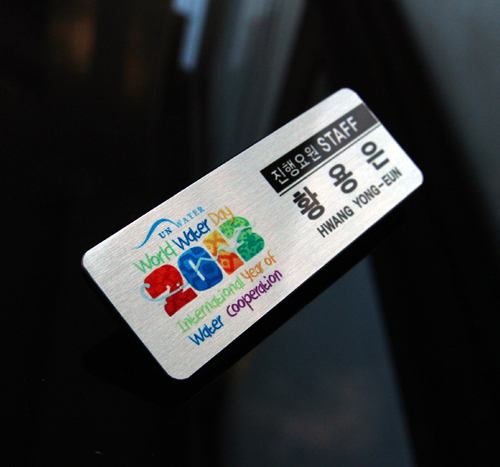 UN WATER
World Water Day
2013
International Year of
Water Cooperation
진행요원 STAFF
황용은
HWANG YONG-EUN